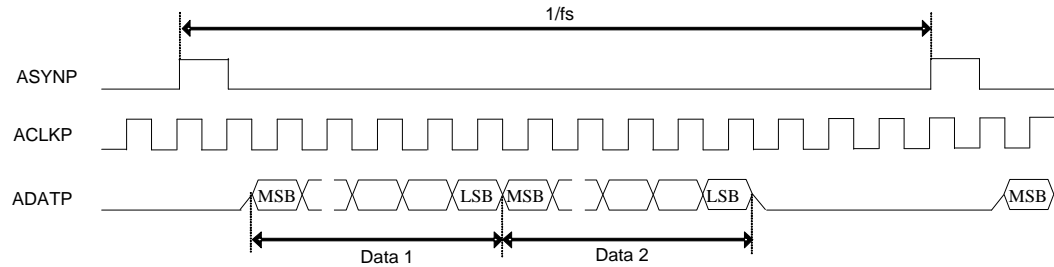 1/fs
ASYNP
ACLKP
ADATP
MSB LSB MSB LSB MSB
Data 1 Data 2